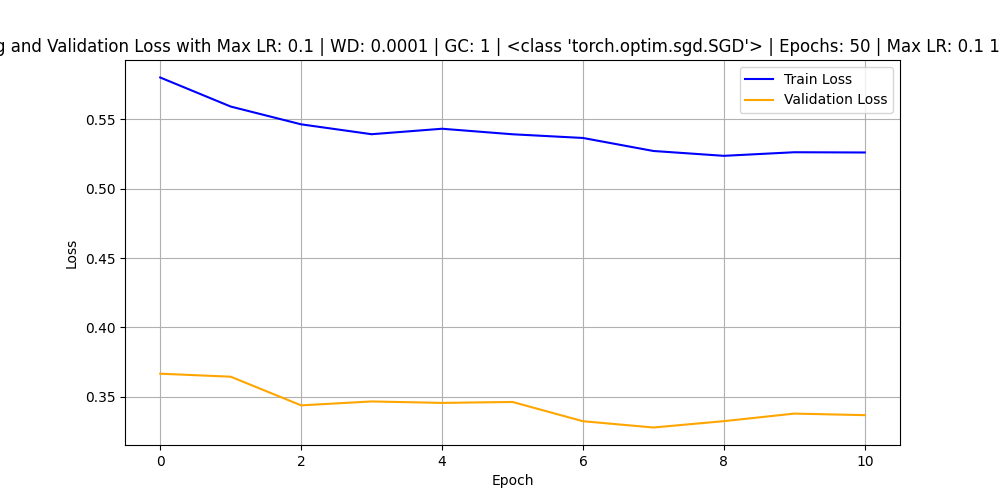 g and Validation Loss with Max LR: 0.1 | WD: 0.0001 | GC: 1 | <class 'torch.optim.sgd.SGD'> | Epochs: 50 | Max LR: 0.1 1
Train Loss
Validation Loss
0.55
0.50
0.45
0.40
0.35
Loss
0 2 4 6 8 10
Epoch